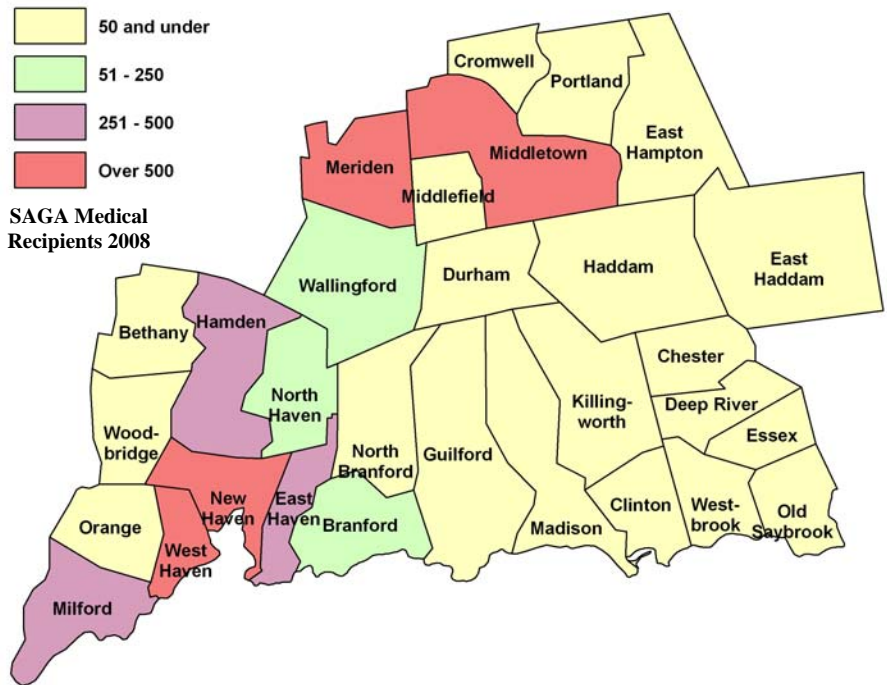 50 and under
51 - 250
251 - 500
Over 500
SAGA Medical
Recipients 2008
Cromwell
Portland
East
Hampton
Meriden
Middletown
Middlefield
Wallingford
Durham
Haddam
East
Haddam
Bethany
Hamden
North
Haven
Chester
Killing-
worth
Deep River
Essex
Wood-
bridge
North
Branford
Guilford
New
Haven
East
Haven
Branford
Madison
Clinton
West-
brook
Old
Saybrook
Orange
West
Haven
Milford